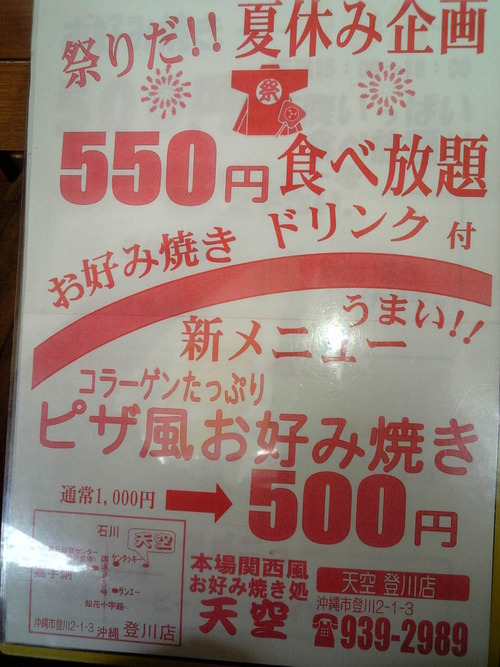 祭りだ!! 夏休み企画
祭
550円 食べ放題
お好み焼き ドリンク 付
うまい!!
新メニュー
コラーゲンたっぷり
ピザ風お好み焼き
通常1,000円 500円
石川
天空
ケンタッキー
国
嘉手納
サンエー
知花十字路
沖縄市登川2-1-3 沖縄 登川店
本場関西風
お好み焼き処
天空
天空 登川店
沖縄市登川2-1-3
☎939-2989